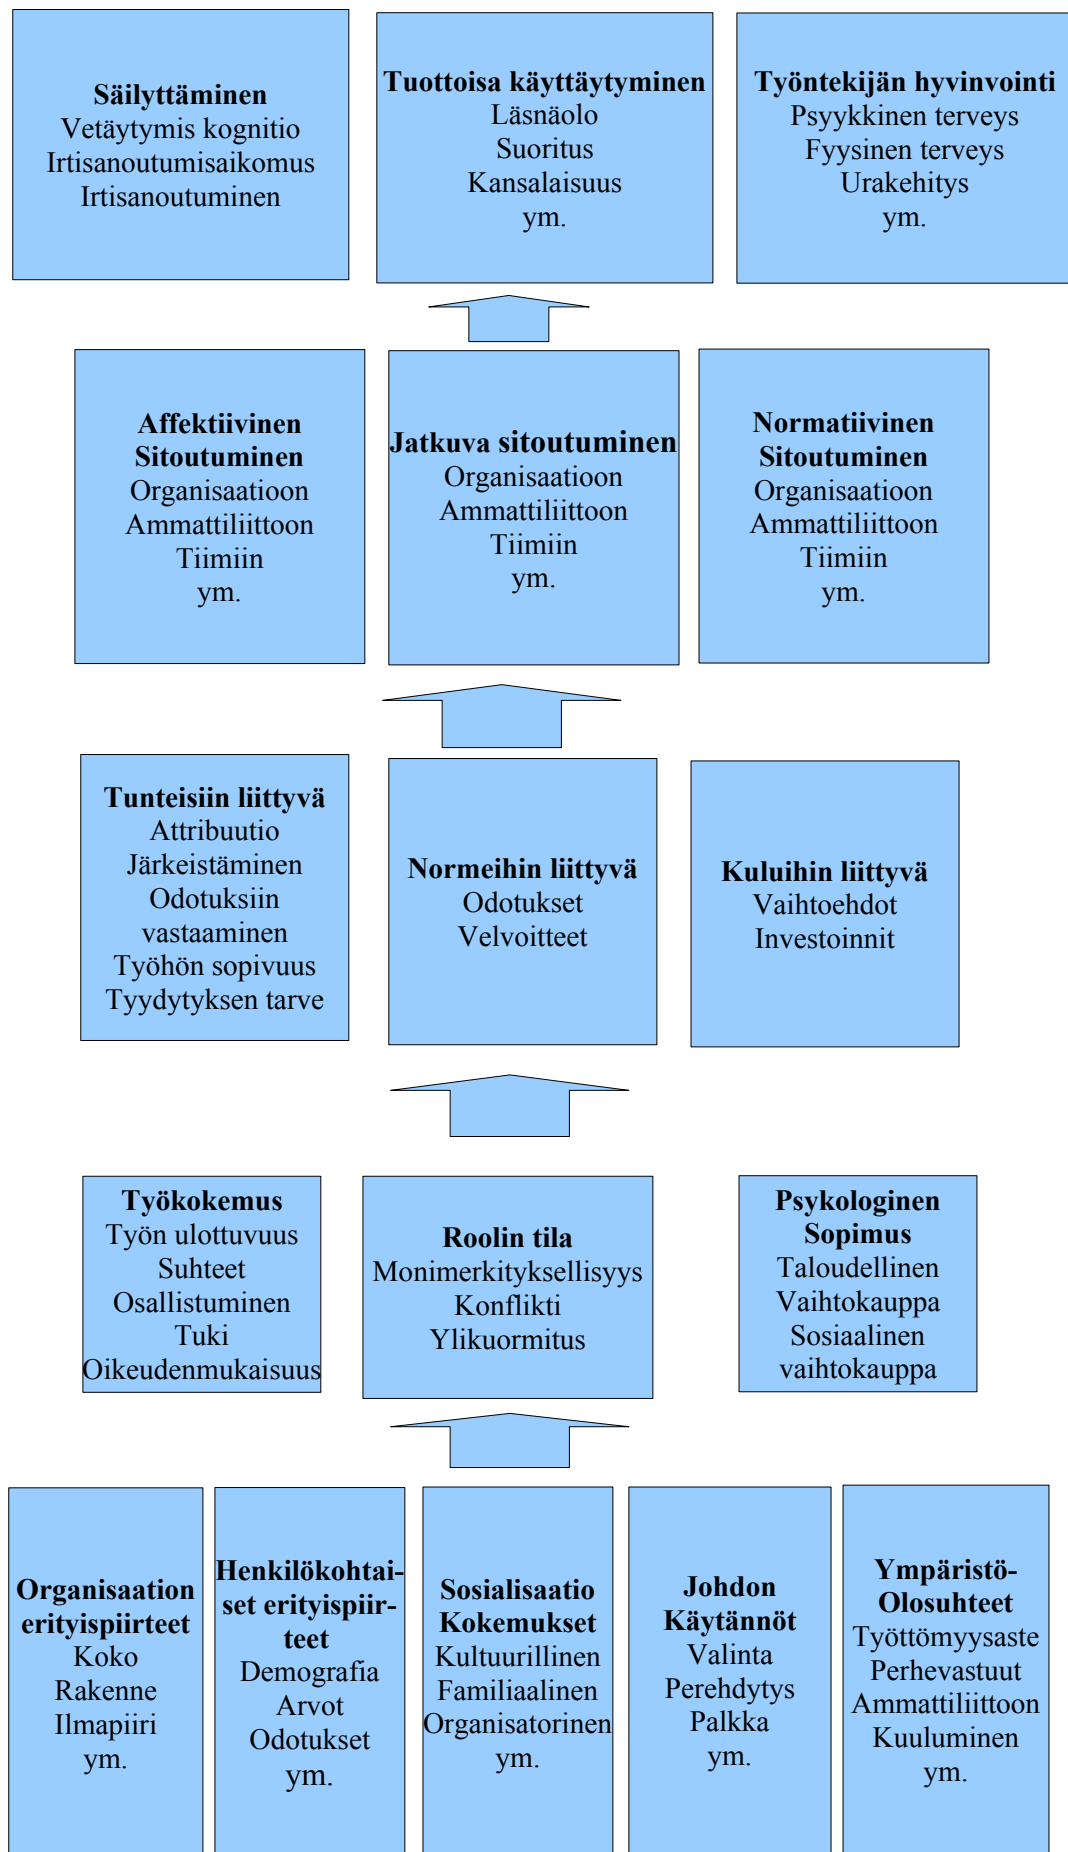 Säilyttäminen
Vetäytymis kognitio
Irtisanoutumisaikomus
Irtisanoutuminen
Tuottoisa käyttäytyminen
Läsnäolo
Suoritus
Kansalaisuus
ym.
Työntekijän hyvinvointi
Psyykkinen terveys
Fyysinen terveys
Urakehitys
ym.
Affektiivinen
Sitoutuminen
Organisaatioon
Ammattiliittoon
Tiimiin
ym.
Jatkuva sitoutuminen
Organisaatioon
Ammattiliittoon
Tiimiin
ym.
Normatiivinen
Sitoutuminen
Organisaatioon
Ammattiliittoon
Tiimiin
ym.
Tunteisiin liittyvä
Attribuutio
Järkeistäminen
Odotuksiin
vastaaminen
Työhön sopivuus
Tyydytyksen tarve
Normeihin liittyvä
Odotukset
Velvoitteet
Kuluihin liittyvä
Vaihtoehdot
Investoinnit
Työkokemus
Työn ulottuvuus
Suhteet
Osallistuminen
Tuki
Oikeudenmukaisuus
Roolin tila
Monimerkityksellisyys
Konflikti
Ylikuormitus
Psykologinen
Sopimus
Taloudellinen
Vaihtokauppa
Sosiaalinen
vaihtokauppa
Organisaation
erityispiirteet
Koko
Rakenne
Ilmapiiri
ym.
Henkilökohtai-
set erityispiir-
teet
Demografia
Arvot
Odotukset
ym.
Sosialisaatio
Kokemukset
Kultuurillinen
Familiaalinen
Organisatorinen
ym.
Johdon
Käytännöt
Valinta
Perehdytys
Palkka
ym.
Ympäristö-
Olosuhteet
Työttömyysaste
Perhevastuut
Ammattiliittoon
Kuuluminen
ym.